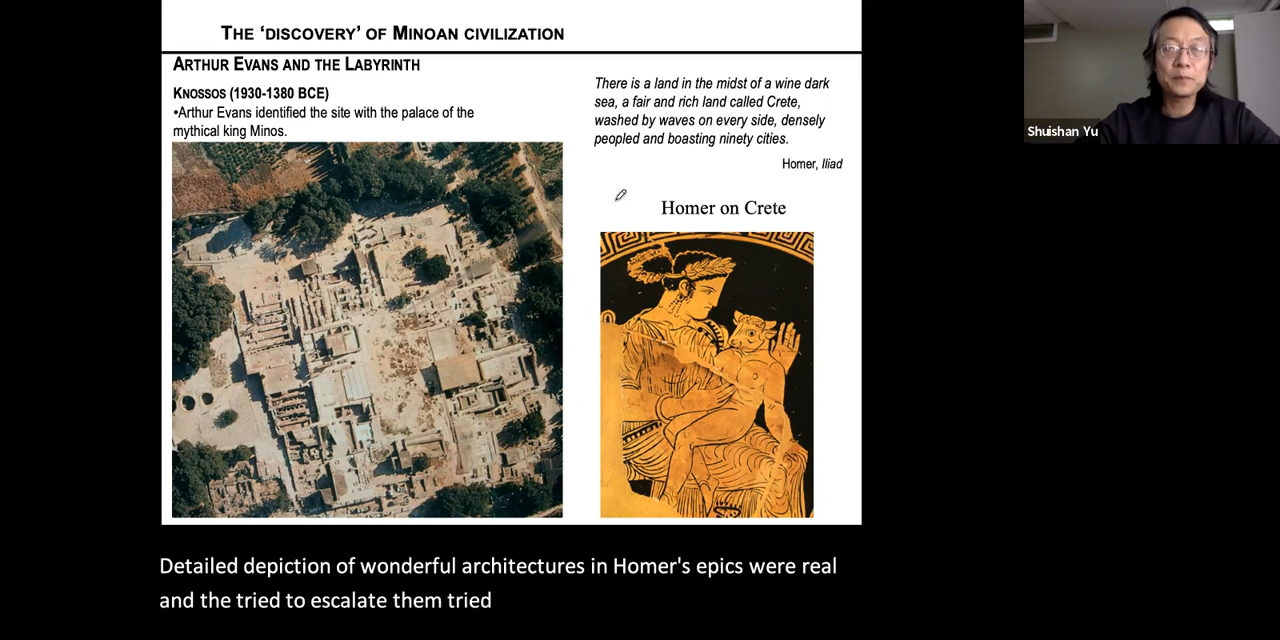 THE ‘DISCOVERY’ OF MINOAN CIVILIZATION
ARTHUR EVANS AND THE LABYRINTH
KNOSSOS (1930-1380 BCE)
•Arthur Evans identified the site with the palace of the
mythical king Minos.
There is a land in the midst of a wine dark
sea, a fair and rich land called Crete,
washed by waves on every side, densely
peopled and boasting ninety cities.
Homer, Iliad
Homer on Crete
Shuishan Yu
Detailed depiction of wonderful architectures in Homer's epics were real
and the tried to escalate them tried